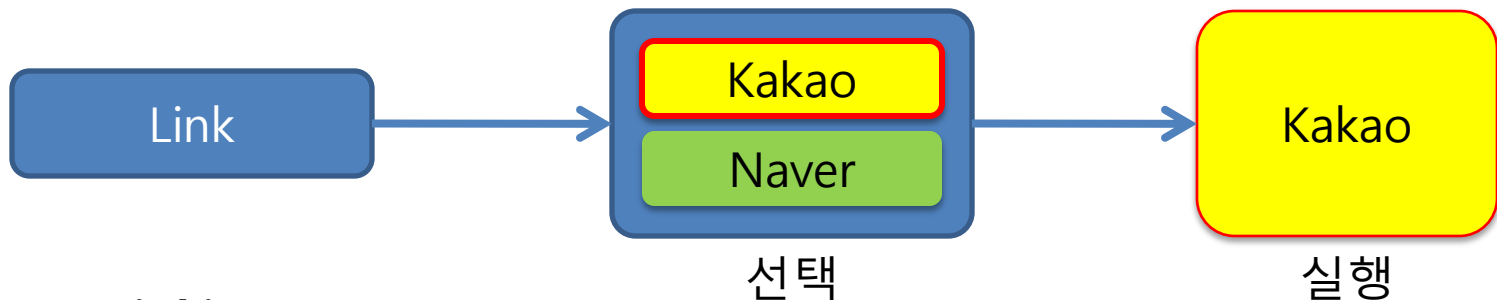 Link
Kakao
Naver
Kakao
선택
실행